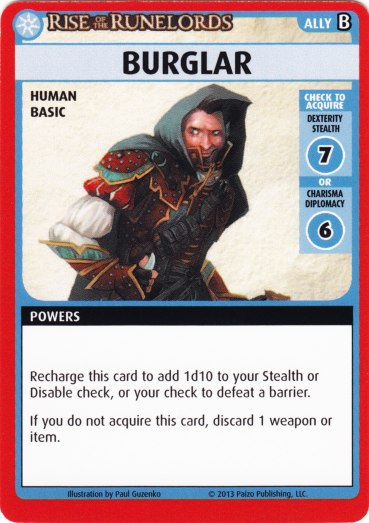 RISE OF THE RUNELORDS
ALLY B
BURGLAR
HUMAN
BASIC
CHECK TO
ACQUIRE
DEXTERITY
STEALTH
7
OR
CHARISMA
DIPLOMACY
6
POWERS
Recharge this card to add 1d10 to your Stealth or
Disable check, or your check to defeat a barrier.
If you do not acquire this card, discard 1 weapon or
item.
Illustration by Paul Guzenko
© 2013 Paizo Publishing, LLC.